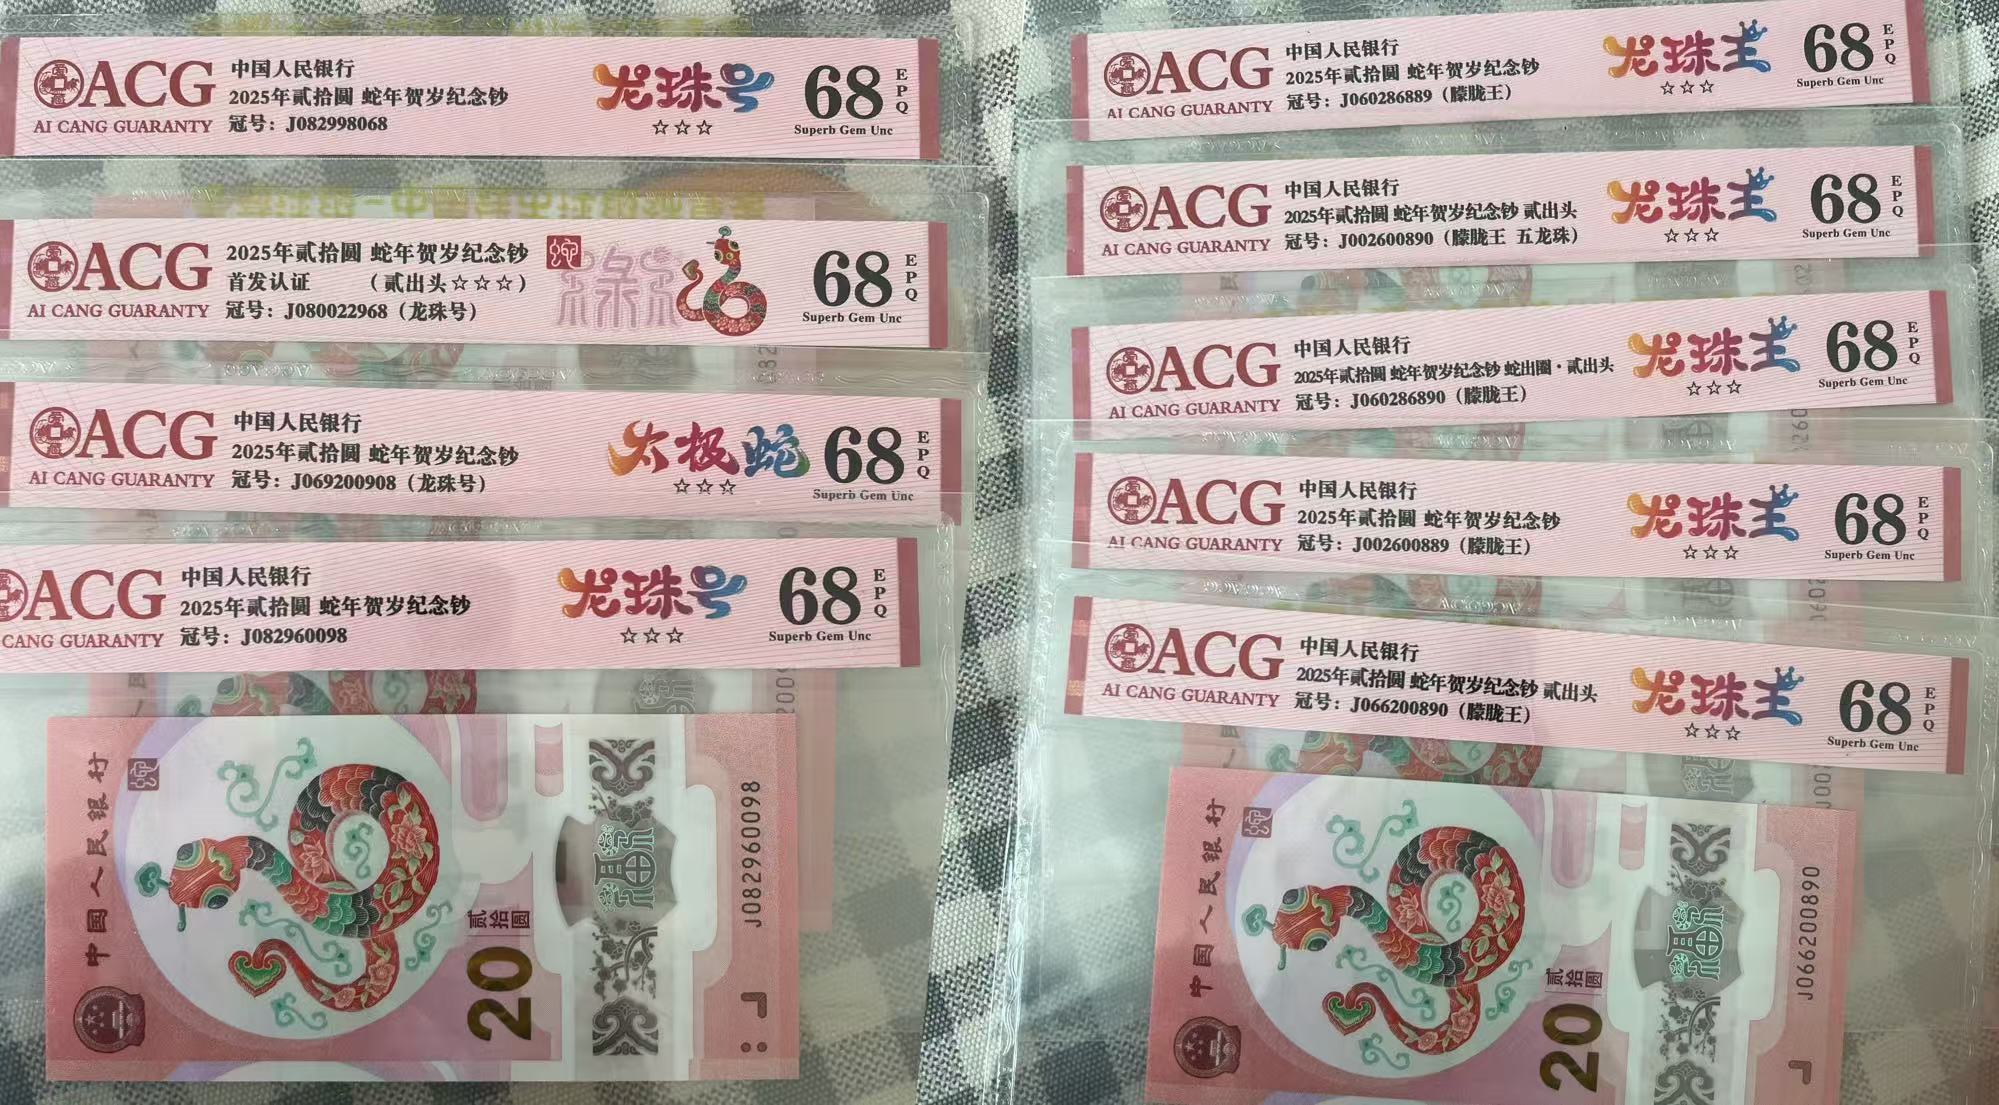 ACG
AI CANG GUARANTY
中国人民银行
2025年贰拾圆 蛇年贺岁纪念钞
冠号：J082998068
龙珠号
☆☆☆
68
EPQ
Superb Gem Unc
ACG
AI CANG GUARANTY
2025年贰拾圆 蛇年贺岁纪念钞
首发认证 （贰出头☆☆☆）
冠号：J080022968（龙珠号）
蛇
68
EPQ
Superb Gem Unc
ACG
AI CANG GUARANTY
中国人民银行
2025年贰拾圆 蛇年贺岁纪念钞
冠号：J069200908（龙珠号）
太极蛇
☆☆☆
68
EPQ
Superb Gem Unc
ACG
CANG GUARANTY
中国人民银行
2025年贰拾圆 蛇年贺岁纪念钞
冠号：J082960098
龙珠号
☆☆☆
68
EPQ
Superb Gem Unc
中国人民银行
蛇
贰拾圆
20
福
J082960098
ACG
AI CANG GUARANTY
中国人民银行
2025年贰拾圆 蛇年贺岁纪念钞
冠号：J060286889（朦胧王）
龙珠王
☆☆☆
68
EPQ
Superb Gem Unc
ACG
AI CANG GUARANTY
中国人民银行
2025年贰拾圆 蛇年贺岁纪念钞 贰出头
冠号：J002600890（朦胧王 五龙珠）
龙珠王
☆☆☆
68
EPQ
Superb Gem Unc
ACG
AI CANG GUARANTY
中国人民银行
2025年贰拾圆 蛇年贺岁纪念钞 蛇出圈·贰出头
冠号：J060286890（朦胧王）
龙珠王
☆☆☆
68
EPQ
Superb Gem Unc
ACG
AI CANG GUARANTY
中国人民银行
2025年贰拾圆 蛇年贺岁纪念钞
冠号：J002600889（朦胧王）
龙珠王
☆☆☆
68
EPQ
Superb Gem Unc
ACG
AI CANG GUARANTY
中国人民银行
2025年贰拾圆 蛇年贺岁纪念钞 贰出头
冠号：J066200890（朦胧王）
龙珠王
☆☆☆
68
EPQ
Superb Gem Unc
中国人民银行
蛇
贰拾圆
20
福
J066200890